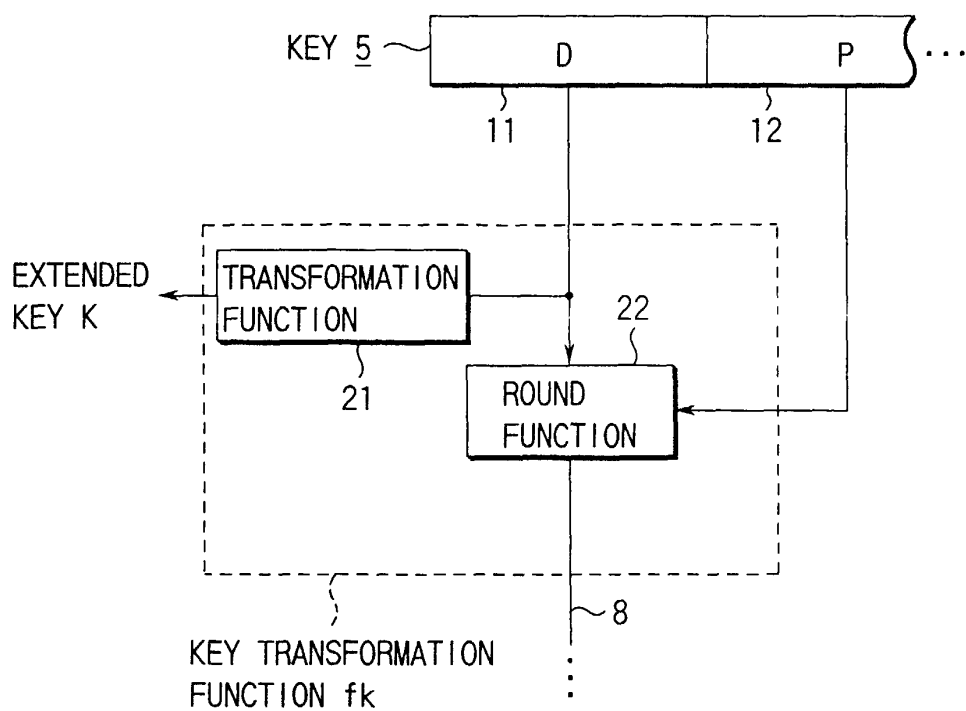 KEY 5
D
P
...
11
12
EXTENDED
KEY K
TRANSFORMATION
FUNCTION
21
22
ROUND
FUNCTION
8
KEY TRANSFORMATION
FUNCTION fk